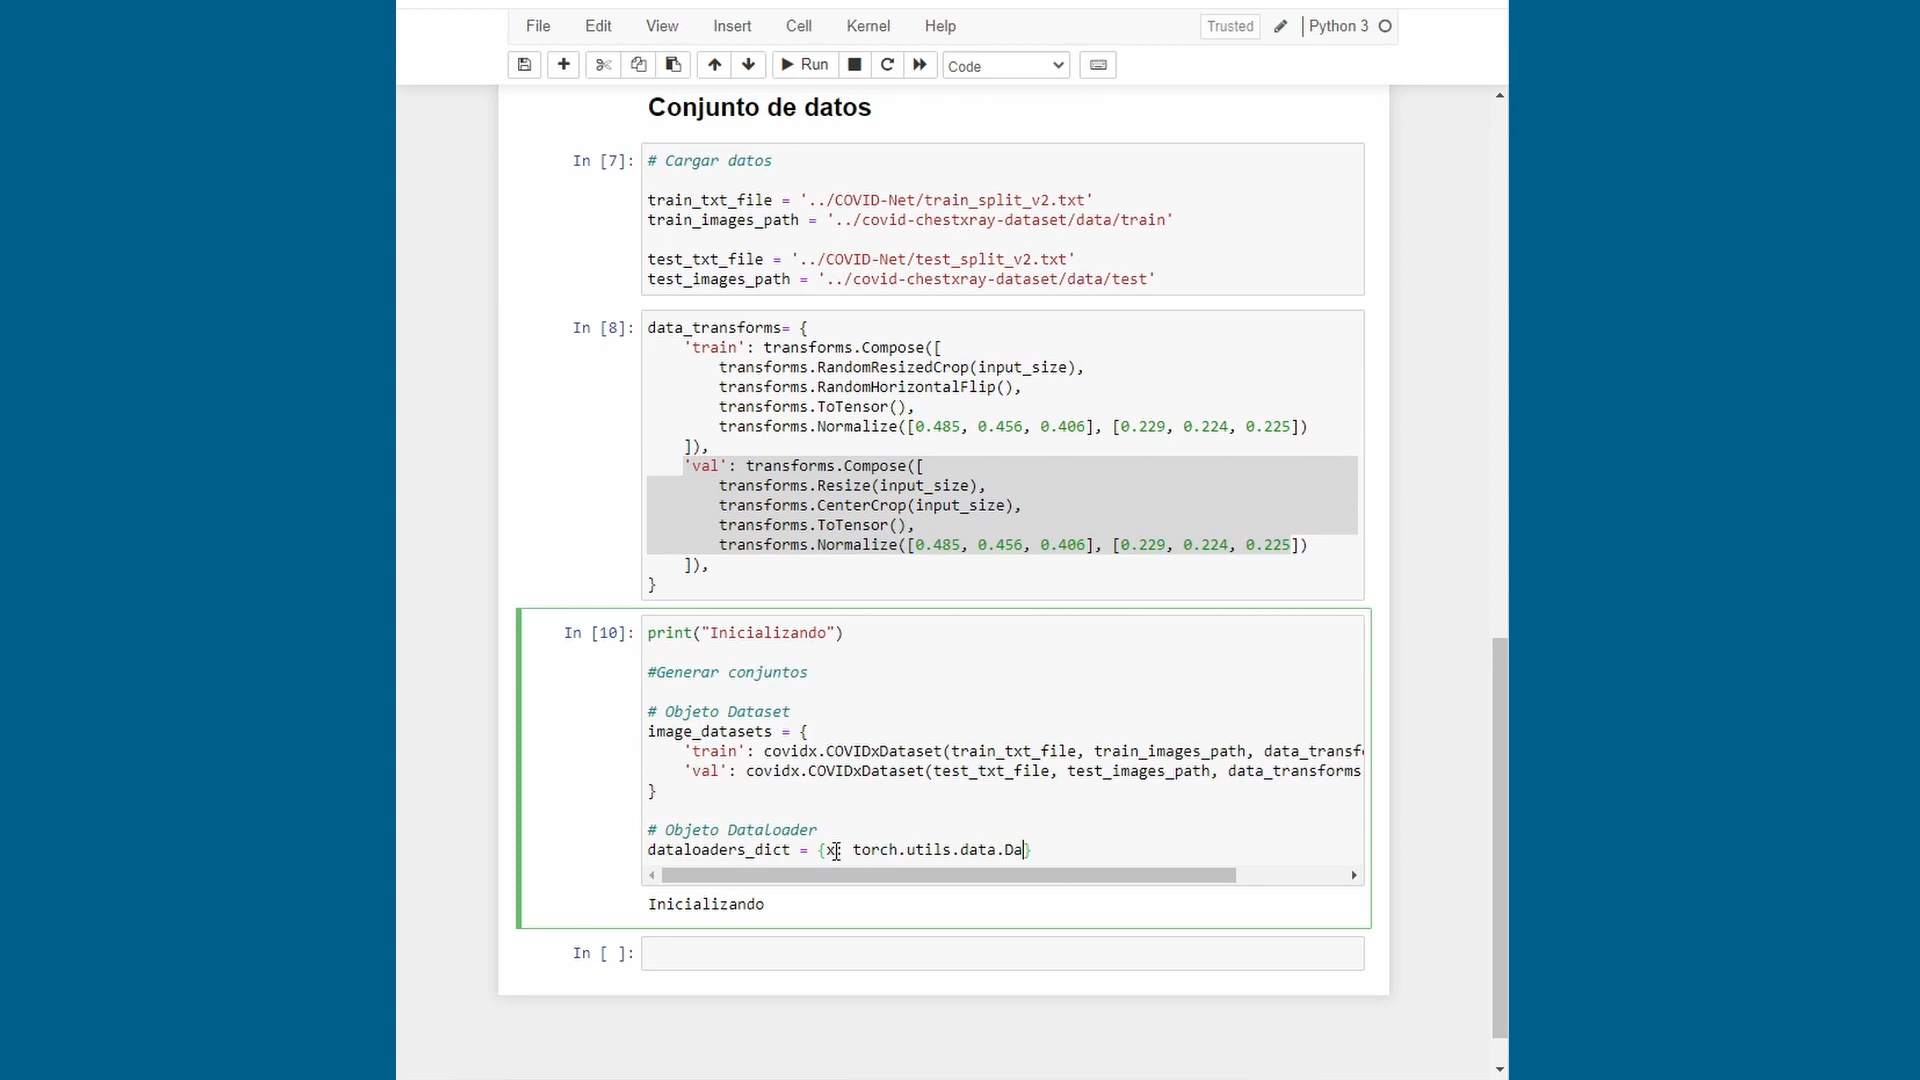 File Edit View Insert Cell Kernel Help Trusted Python 3
Run Code
Conjunto de datos
In [7]: # Cargar datos
train_txt_file = '../COVID-Net/train_split_v2.txt'
train_images_path = '../covid-chestxray-dataset/data/train'
test_txt_file = '../COVID-Net/test_split_v2.txt'
test_images_path = '../covid-chestxray-dataset/data/test'
In [8]: data_transforms= {
'train': transforms.Compose([
transforms.RandomResizedCrop(input_size),
transforms.RandomHorizontalFlip(),
transforms.ToTensor(),
transforms.Normalize([0.485, 0.456, 0.406], [0.229, 0.224, 0.225])
]),
'val': transforms.Compose([
transforms.Resize(input_size),
transforms.CenterCrop(input_size),
transforms.ToTensor(),
transforms.Normalize([0.485, 0.456, 0.406], [0.229, 0.224, 0.225])
]),
}
In [10]: print("Inicializando")
#Generar conjuntos
# Objeto Dataset
image_datasets = {
'train': covidx.COVIDxDataset(train_txt_file, train_images_path, data_transf
'val': covidx.COVIDxDataset(test_txt_file, test_images_path, data_transforms
}
# Objeto DataLoader
dataloaders_dict = {x: torch.utils.data.Da}
Inicializando
In [ ]: